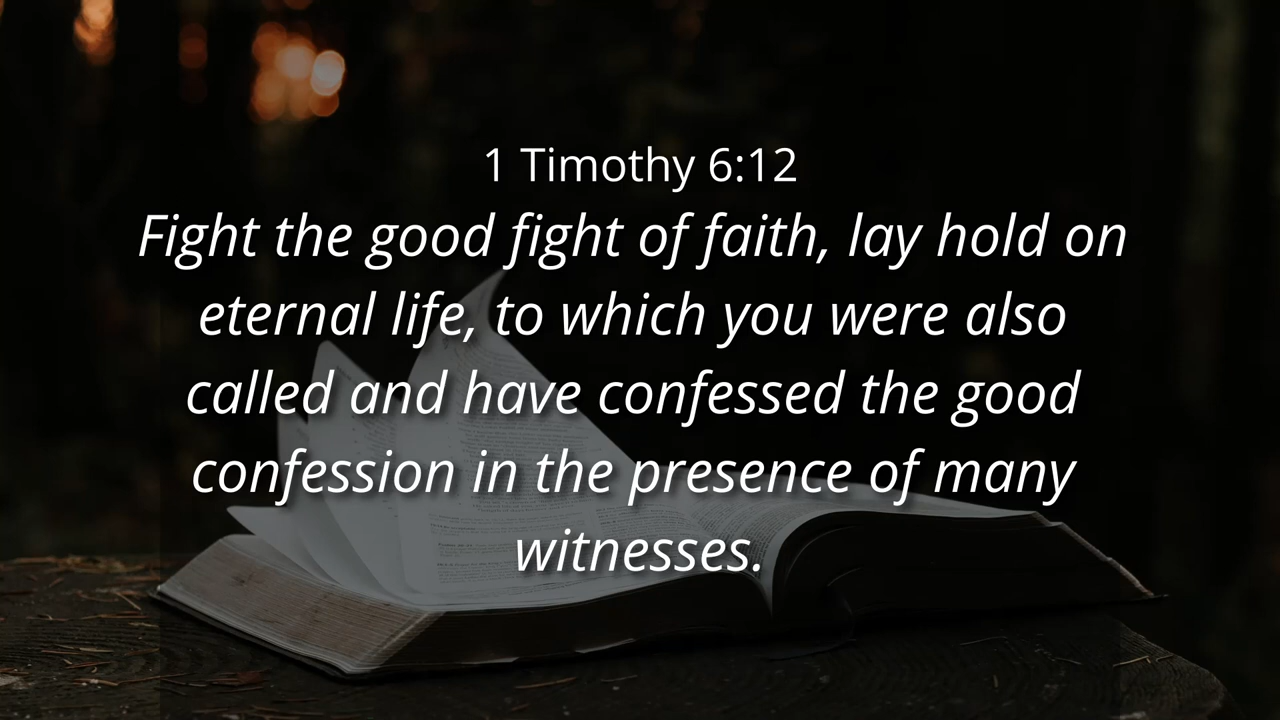 1 Timothy 6:12
Fight the good fight of faith, lay hold on
eternal life, to which you were also
called and have confessed the good
confession in the presence of many
witnesses.